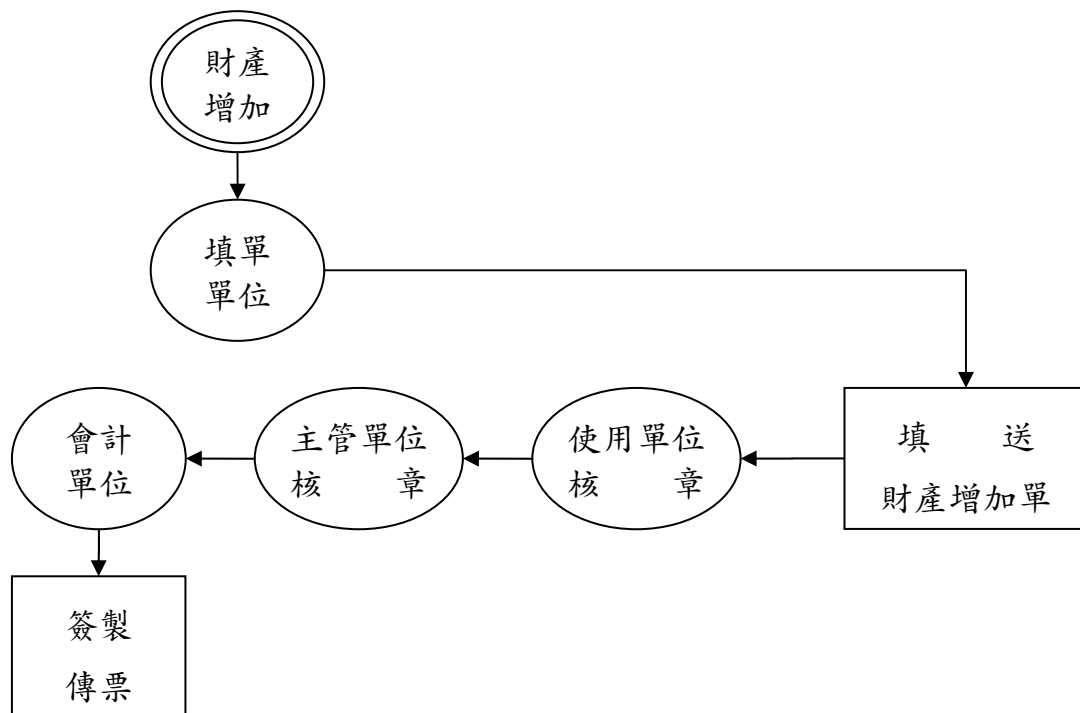 財產
增加
填單
單位
填　　送
財產增加單
使用單位
核　　章
主管單位
核　　章
會計
單位
簽製
傳票